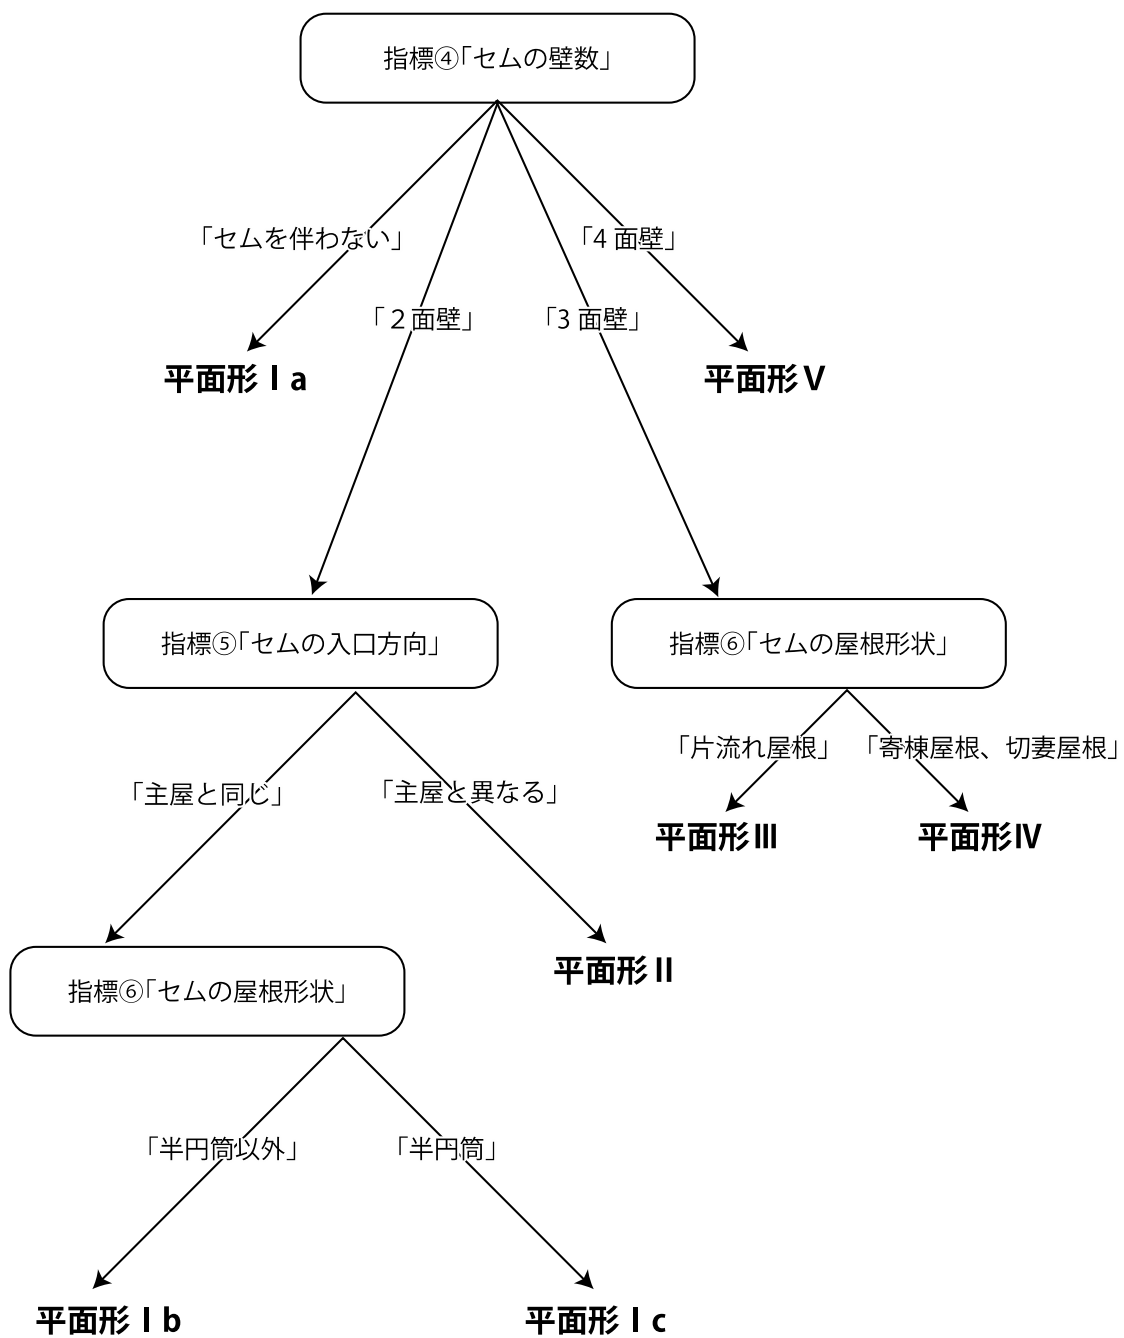 指標④「セムの壁数」
「セムを伴わない」
「4 面壁」
「２面壁」
「3 面壁」
平面形Ⅰa
平面形Ⅴ
指標⑤「セムの入口方向」
指標⑥「セムの屋根形状」
「片流れ屋根」
「寄棟屋根、切妻屋根」
「主屋と同じ」
「主屋と異なる」
平面形Ⅲ
平面形Ⅳ
平面形Ⅱ
指標⑥「セムの屋根形状」
「半円筒以外」
「半円筒」
平面形Ⅰb
平面形Ⅰc